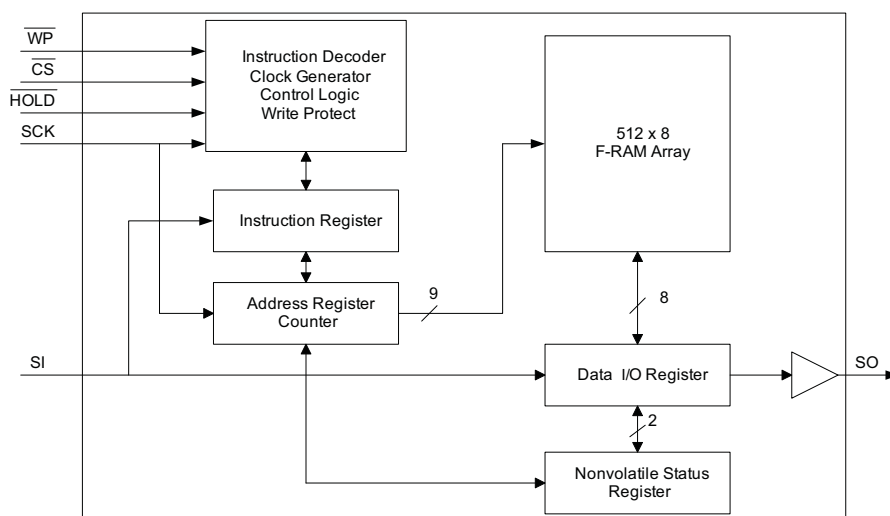 WP
CS
HOLD
SCK
Instruction Decoder
Clock Generator
Control Logic
Write Protect
512 x 8
F-RAM Array
Instruction Register
Address Register
Counter
9
8
SI
Data I/O Register
SO
2
Nonvolatile Status
Register